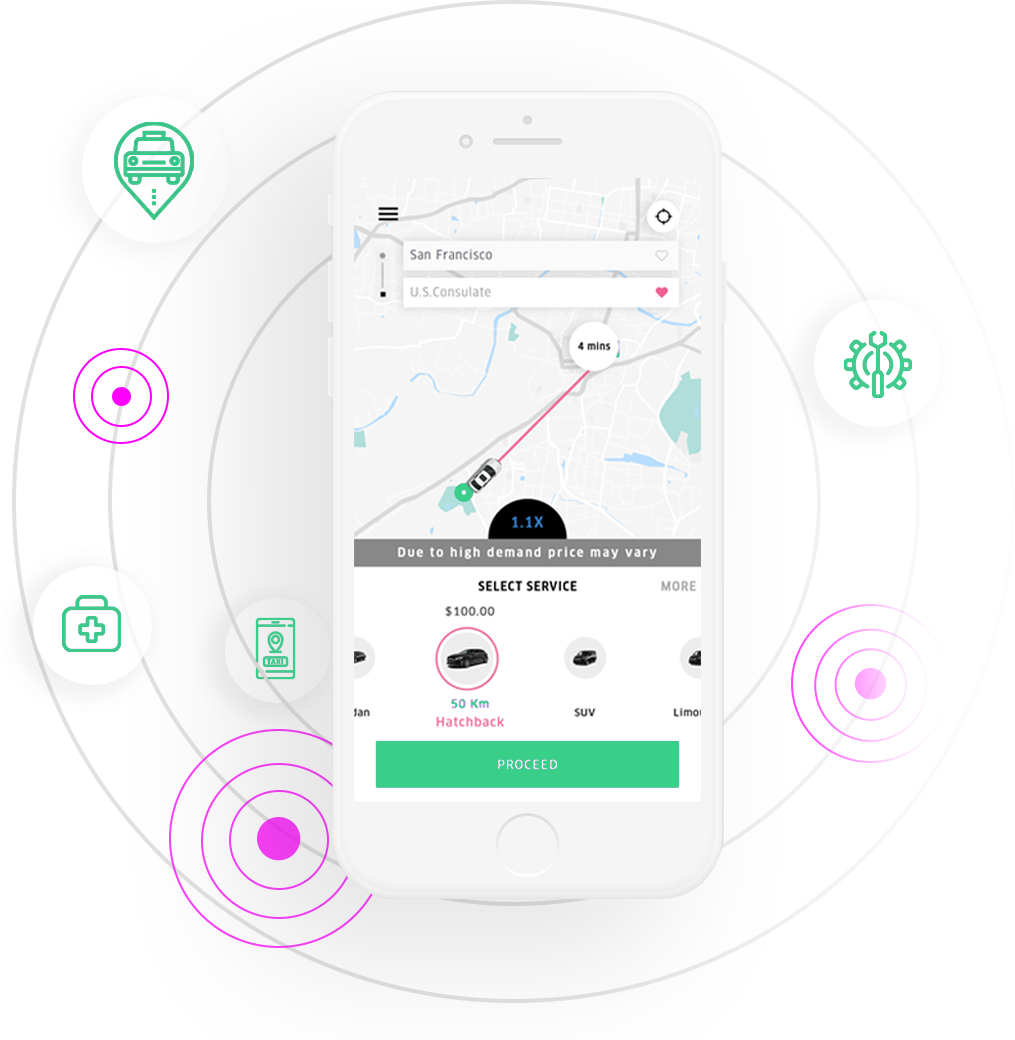 San Francisco
U.S.Consulate
4 mins
1.1X
Due to high demand price may vary
SELECT SERVICE
MORE
$100.00
50 Km
dan
Hatchback
SUV
Limo
PROCEED
TAXI